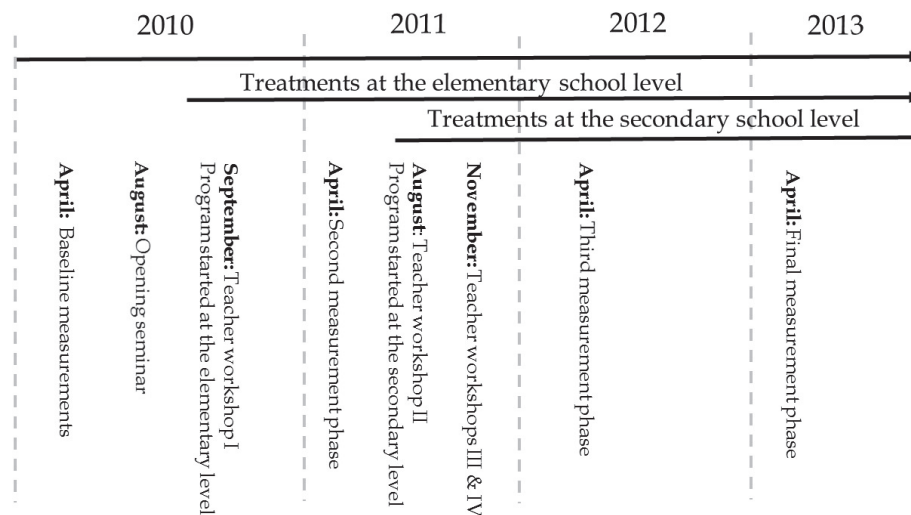 2010 2011 2012 2013
Treatments at the elementary school level
Treatments at the secondary school level
April: Baseline measurements
August: Opening seminar
September: Teacher workshop I
Program started at the elementary level
April: Second measurement phase
August: Teacher workshop II
Program started at the secondary level
November: Teacher workshops III & IV
April: Third measurement phase
April: Final measurement phase